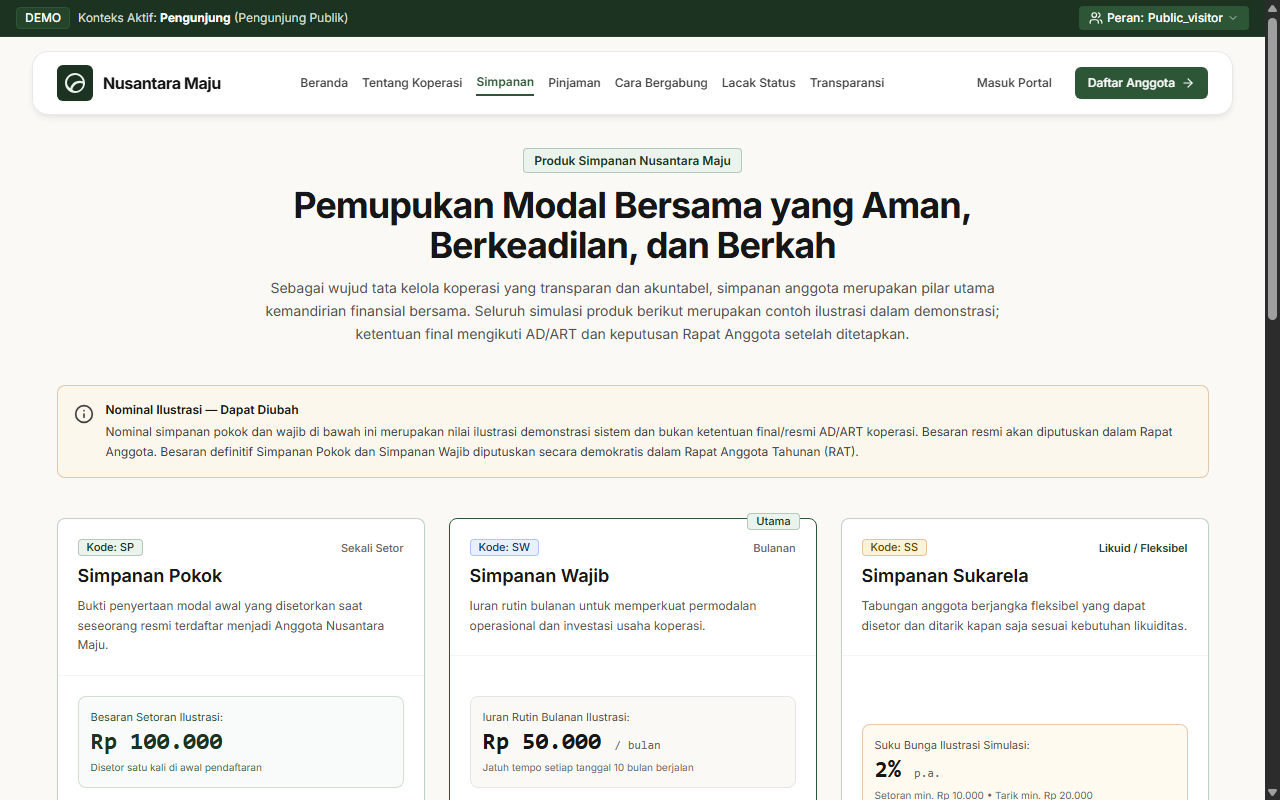 DEMO Konteks Aktif: Pengunjung (Pengunjung Publik)
Peran: Public_visitor
Nusantara Maju
Beranda Tentang Koperasi Simpanan Pinjaman Cara Bergabung Lacak Status Transparansi
Masuk Portal
Daftar Anggota →
Produk Simpanan Nusantara Maju
Pemupukan Modal Bersama yang Aman,
Berkeadilan, dan Berkah
Sebagai wujud tata kelola koperasi yang transparan dan akuntabel, simpanan anggota merupakan pilar utama
kemandirian finansial bersama. Seluruh simulasi produk berikut merupakan contoh ilustrasi dalam demonstrasi;
ketentuan final mengikuti AD/ART dan keputusan Rapat Anggota setelah ditetapkan.
Nominal Ilustrasi — Dapat Diubah
Nominal simpanan pokok dan wajib di bawah ini merupakan nilai ilustrasi demonstrasi sistem dan bukan ketentuan final/resmi AD/ART koperasi. Besaran resmi akan diputuskan dalam Rapat
Anggota. Besaran definitif Simpanan Pokok dan Simpanan Wajib diputuskan secara demokratis dalam Rapat Anggota Tahunan (RAT).
Kode: SP
Sekali Setor
Simpanan Pokok
Bukti penyertaan modal awal yang disetorkan saat
seseorang resmi terdaftar menjadi Anggota Nusantara
Maju.
Besaran Setoran Ilustrasi:
Rp 100.000
Disetor satu kali di awal pendaftaran
Utama
Kode: SW
Bulanan
Simpanan Wajib
Iuran rutin bulanan untuk memperkuat permodalan
operasional dan investasi usaha koperasi.
Iuran Rutin Bulanan Ilustrasi:
Rp 50.000 / bulan
Jatuh tempo setiap tanggal 10 bulan berjalan
Kode: SS
Likuid / Fleksibel
Simpanan Sukarela
Tabungan anggota berjangka fleksibel yang dapat
disetor dan ditarik kapan saja sesuai kebutuhan likuiditas.
Suku Bunga Ilustrasi Simulasi:
2% p.a.
Setoran min. Rp 10.000 • Tarik min. Rp 20.000